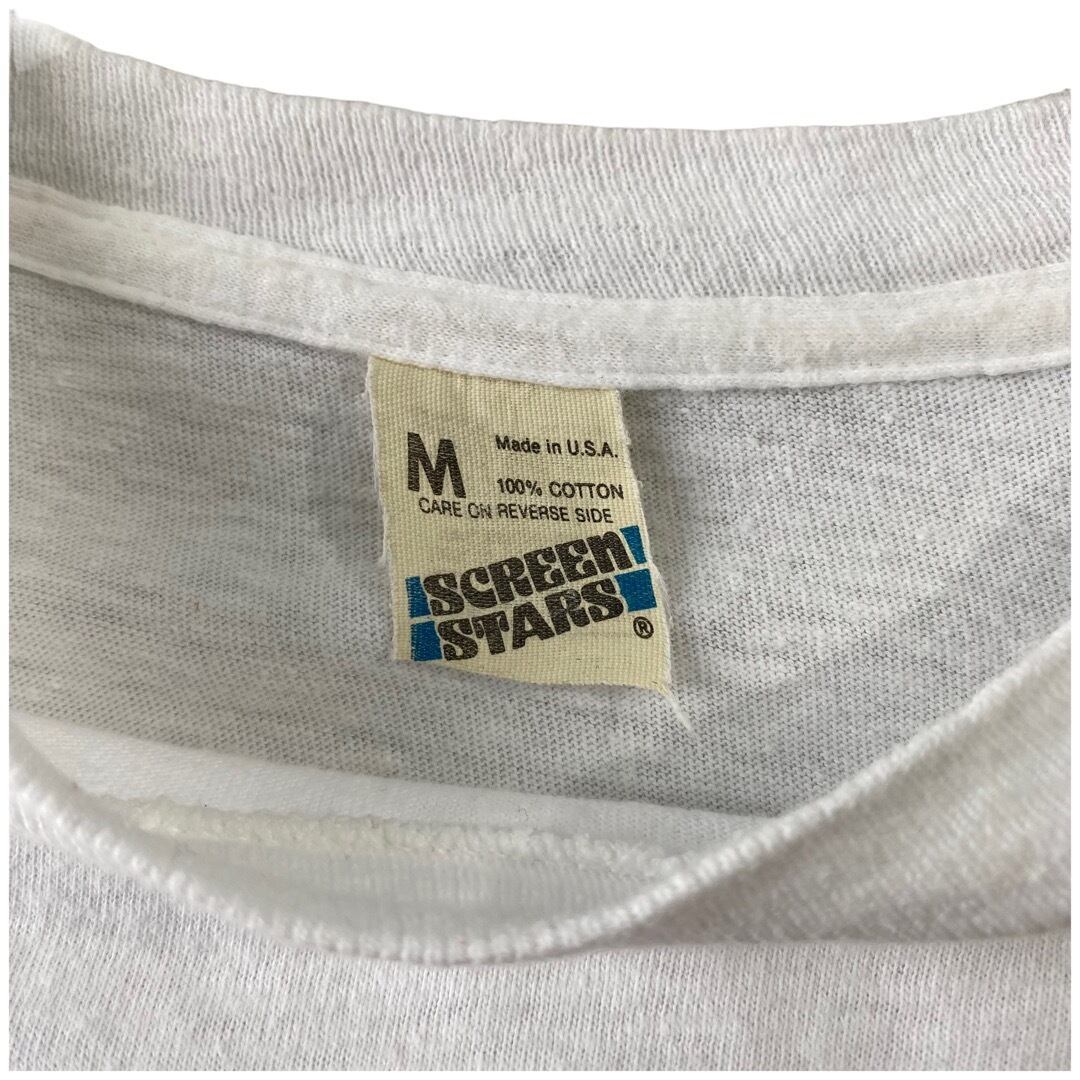 M
Made in U.S.A.
100% COTTON
CARE ON REVERSE SIDE
SCREEN
STARS®